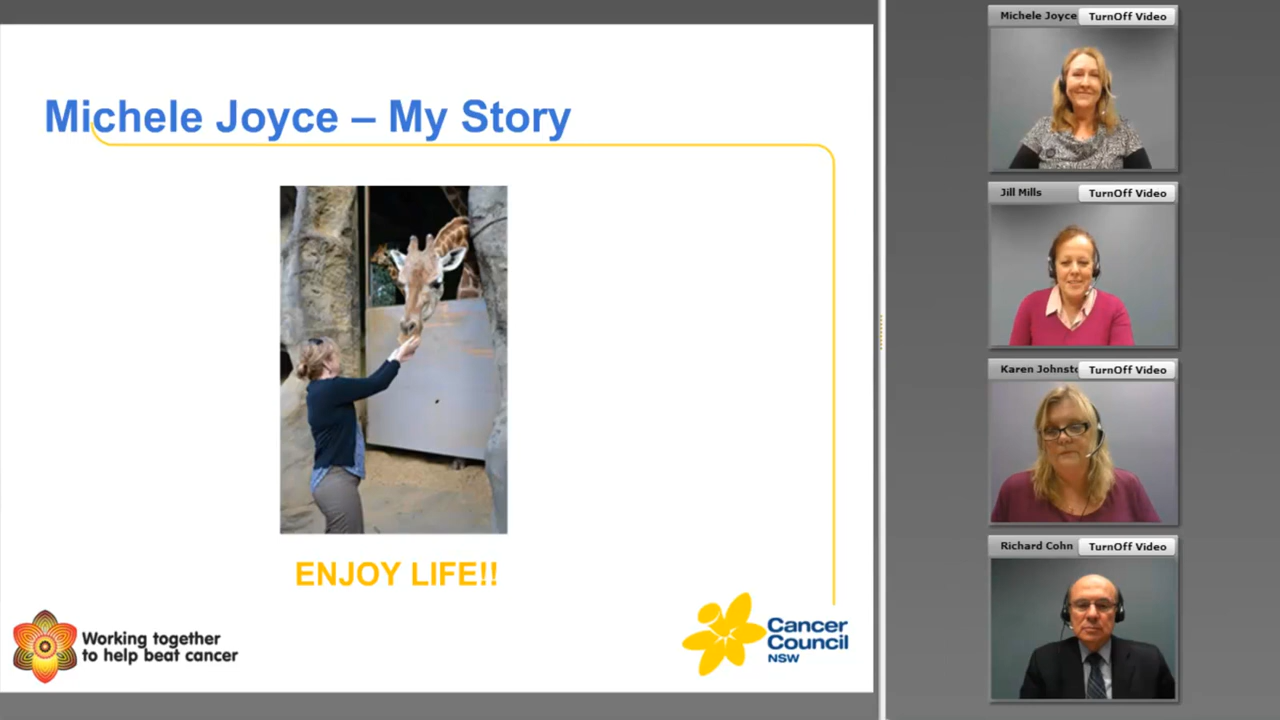 Michele Joyce – My Story
ENJOY LIFE!!
Working together
to help beat cancer
Cancer
Council
NSW
Michele Joyce
TurnOff Video
Jill Mills
TurnOff Video
Karen Johnsto
TurnOff Video
Richard Cohn
TurnOff Video